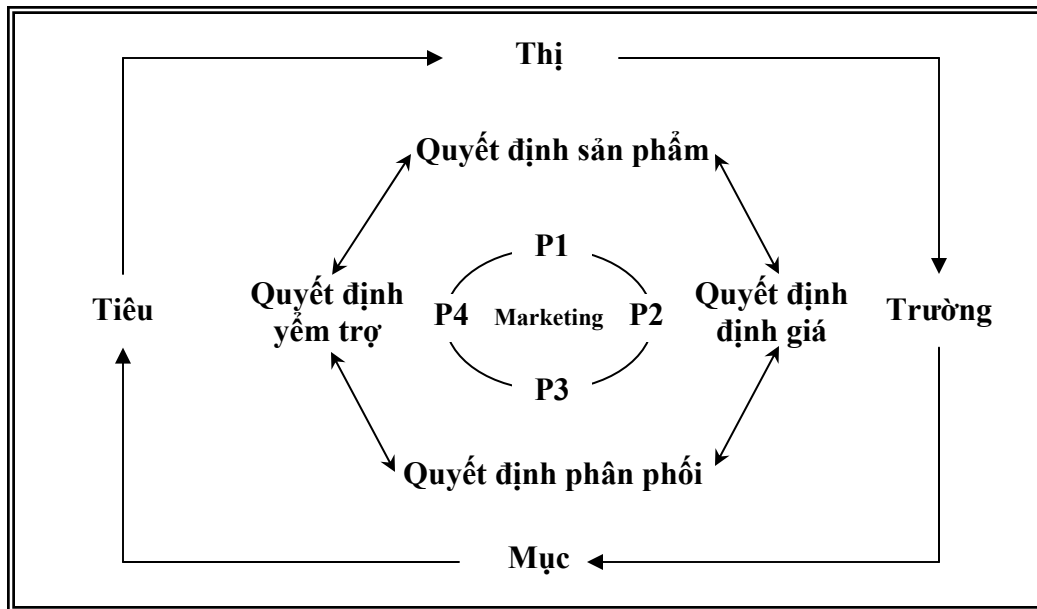 Thị
Quyết định sản phẩm
P1
Tiêu
Quyết định
yểm trợ
P4
Marketing
P2
Quyết định
định giá
Trường
P3
Quyết định phân phối
Mục